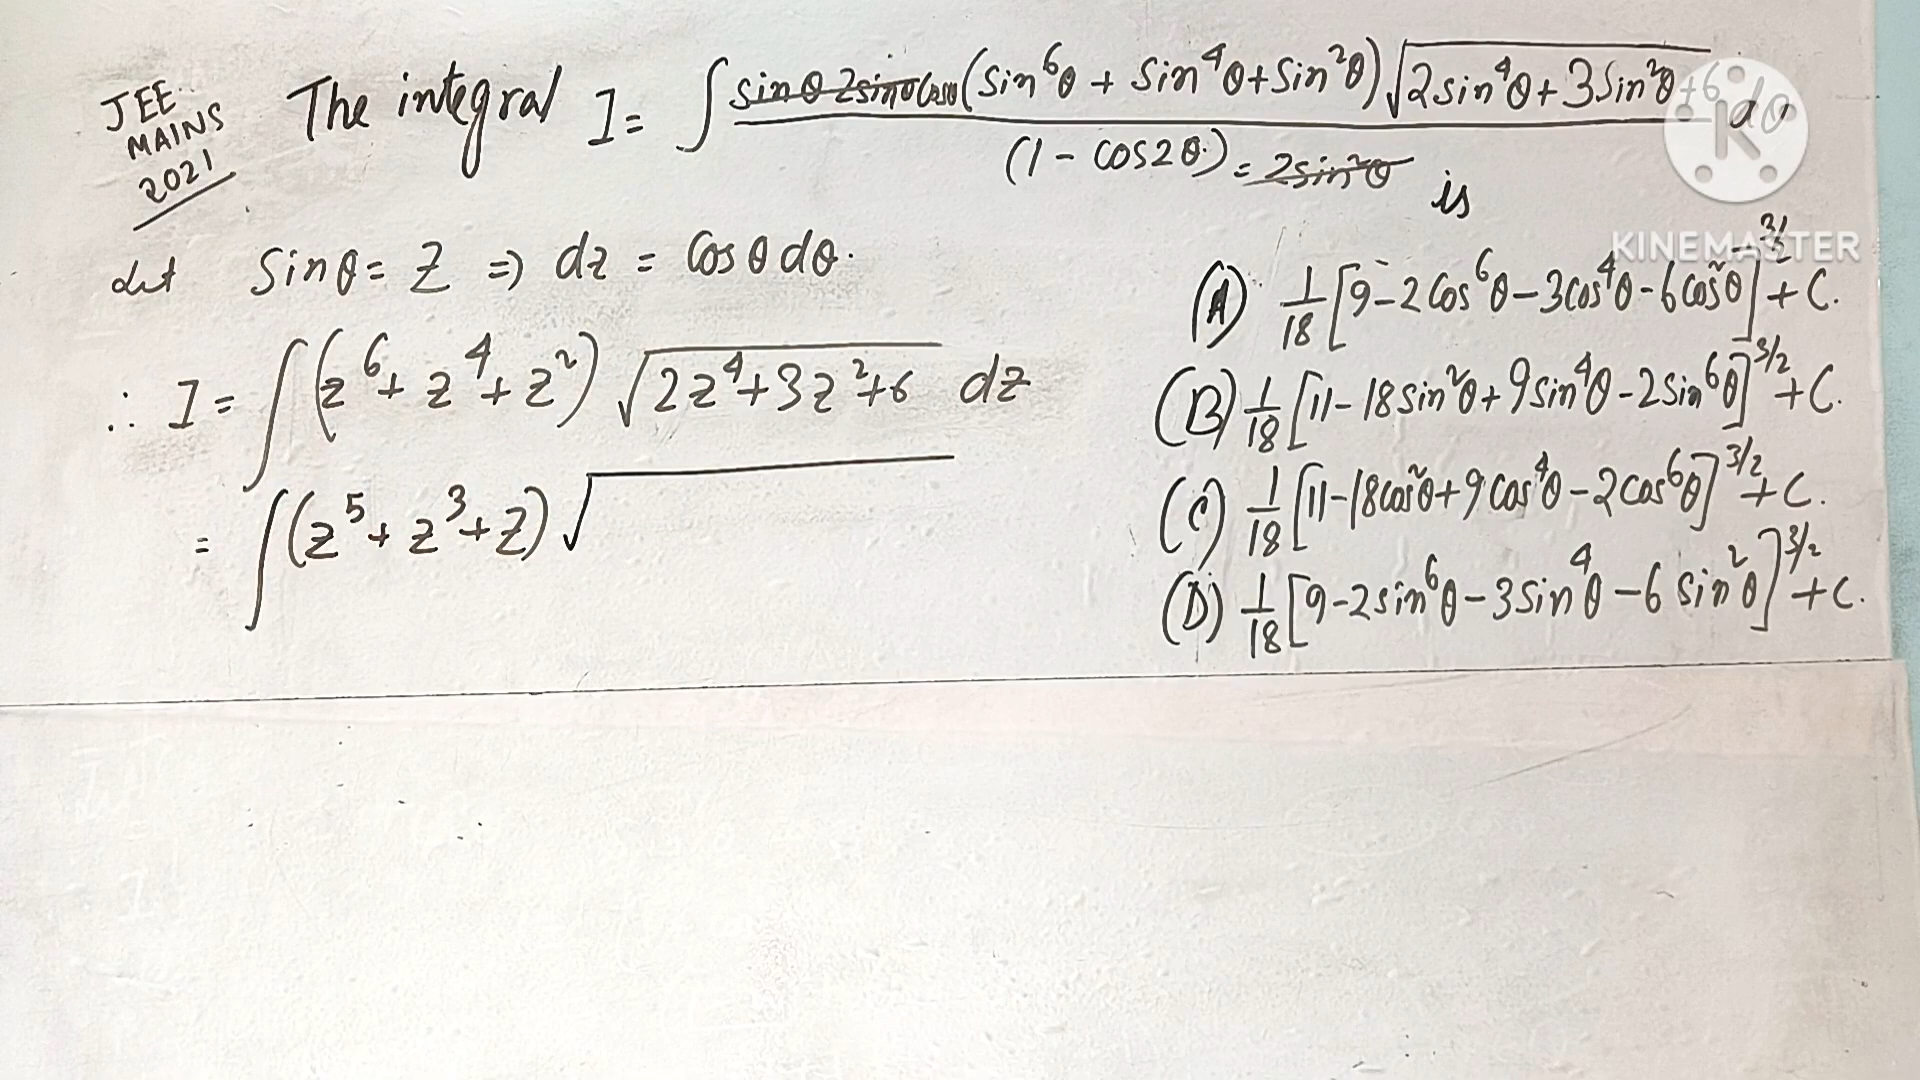 JEE MAINS 2021
The integral I = ∫ sinθ 2sinθcosθ (sin⁶θ + sin⁴θ + sin²θ) √(2sin⁴θ + 3sin²θ + 6) / (1 - cos2θ) = 2sin²θ dθ, is
KINEMASTER
Let sinθ = z ⇒ dz = cosθ dθ.
(A) 1/18 [9 - 2cos⁶θ - 3cos⁴θ - 6cos²θ]^3/2 + C.
∴ I = ∫ (z⁶ + z⁴ + z²) √(2z⁴ + 3z² + 6) dz
(B) 1/18 [11 - 18sin²θ + 9sin⁴θ - 2sin⁶θ]^3/2 + C.
= ∫ (z⁵ + z³ + z) √
(C) 1/18 [11 - 18cos²θ + 9cos⁴θ - 2cos⁶θ]^3/2 + C.
(D) 1/18 [9 - 2sin⁶θ - 3sin⁴θ - 6sin²θ]^3/2 + C.